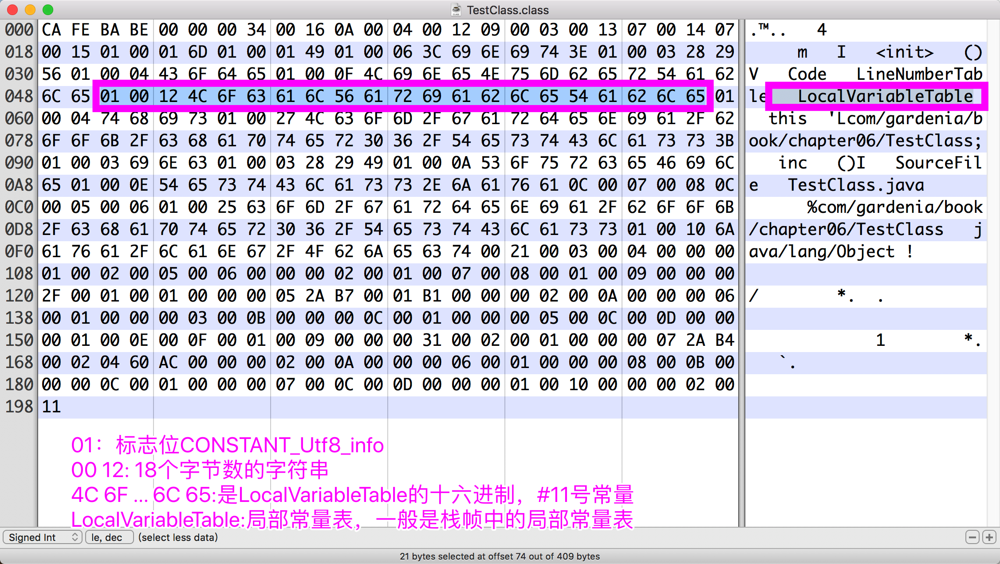 TestClass.class
000 CA FE BA BE 00 00 00 34 00 16 0A 00 04 00 12 09 00 03 00 13 07 00 14 07 .™.. 4
018 00 15 01 00 01 6D 01 00 01 49 01 00 06 3C 69 6E 69 74 3E 01 00 03 28 29 m I <init> ()
030 56 01 00 04 43 6F 64 65 01 00 0F 4C 69 6E 65 4E 75 6D 62 65 72 54 61 62 V Code LineNumberTab
048 6C 65 01 00 12 4C 6F 63 61 6C 56 61 72 69 61 62 6C 65 54 61 62 6C 65 01 le LocalVariableTable
060 00 04 74 68 69 73 01 00 27 4C 63 6F 6D 2F 67 61 72 64 65 6E 69 61 2F 62 this 'Lcom/gardenia/b
078 6F 6F 6B 2F 63 68 61 70 74 65 72 30 36 2F 54 65 73 74 43 6C 61 73 73 3B ook/chapter06/TestClass;
090 01 00 03 69 6E 63 01 00 03 28 29 49 01 00 0A 53 6F 75 72 63 65 46 69 6C inc ()I SourceFil
0A8 65 01 00 0E 54 65 73 74 43 6C 61 73 73 2E 6A 61 76 61 0C 00 07 00 08 0C e TestClass.java
0C0 00 05 00 06 01 00 25 63 6F 6D 2F 67 61 72 64 65 6E 69 61 2F 62 6F 6F 6B %com/gardenia/book
0D8 2F 63 68 61 70 74 65 72 30 36 2F 54 65 73 74 43 6C 61 73 73 01 00 10 6A /chapter06/TestClass j
0F0 61 76 61 2F 6C 61 6E 67 2F 4F 62 6A 65 63 74 00 21 00 03 00 04 00 00 00 ava/lang/Object !
108 01 00 02 00 05 00 06 00 00 00 02 00 01 00 07 00 08 00 01 00 09 00 00 00
120 2F 00 01 00 01 00 00 00 05 2A B7 00 01 B1 00 00 00 02 00 0A 00 00 00 06 / *. .
138 00 01 00 00 00 03 00 0B 00 00 00 0C 00 01 00 00 00 05 00 0C 00 0D 00 00
150 00 01 00 0E 00 0F 00 01 00 09 00 00 00 31 00 02 00 01 00 00 00 07 2A B4 1 *.
168 00 02 04 60 AC 00 00 00 02 00 0A 00 00 00 06 00 01 00 00 00 08 00 0B 00 `.
180 00 00 0C 00 01 00 00 00 07 00 0C 00 0D 00 00 00 01 00 10 00 00 00 02 00
198 11
01：标志位CONSTANT_Utf8_info
00 12: 18个字节数的字符串
4C 6F ... 6C 65:是LocalVariableTable的十六进制，#11号常量
LocalVariableTable:局部常量表，一般是栈帧中的局部常量表
Signed Int le, dec (select less data)
21 bytes selected at offset 74 out of 409 bytes